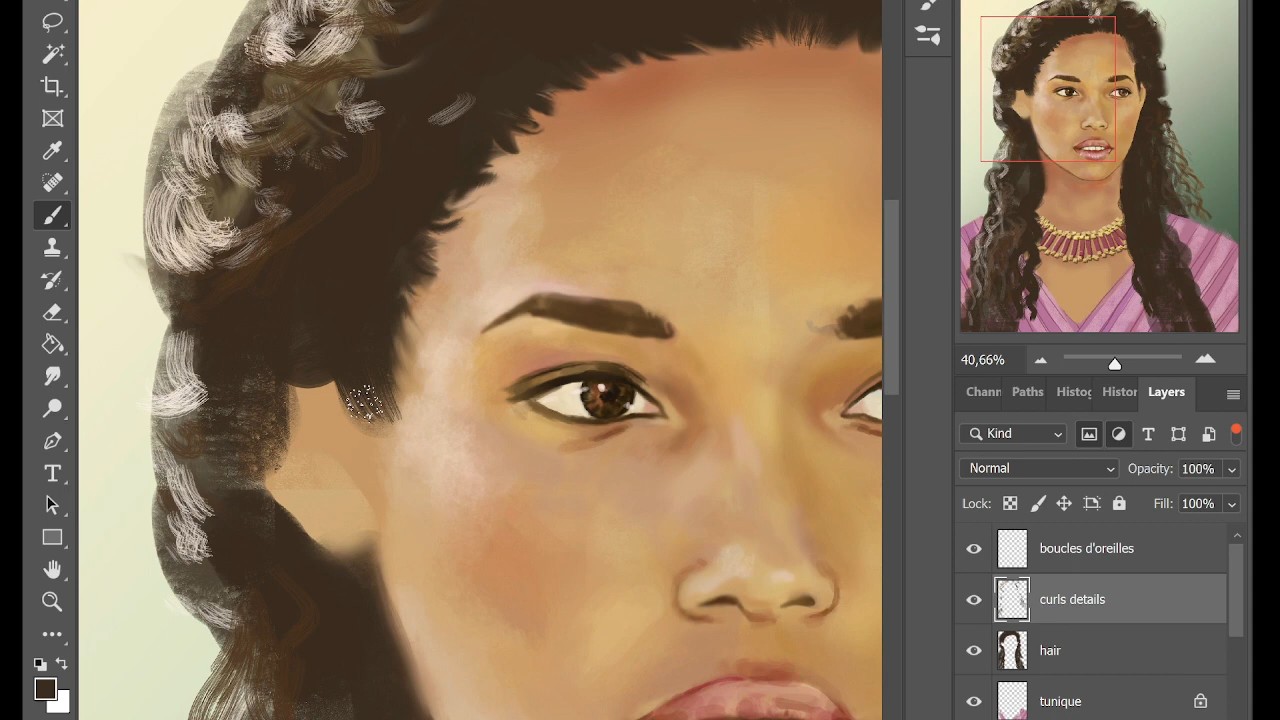 40,66%
Chann Paths Histog Histor Layers
Kind
Normal Opacity: 100%
Lock: Fill: 100%
boucles d'oreilles
curls details
hair
tunique